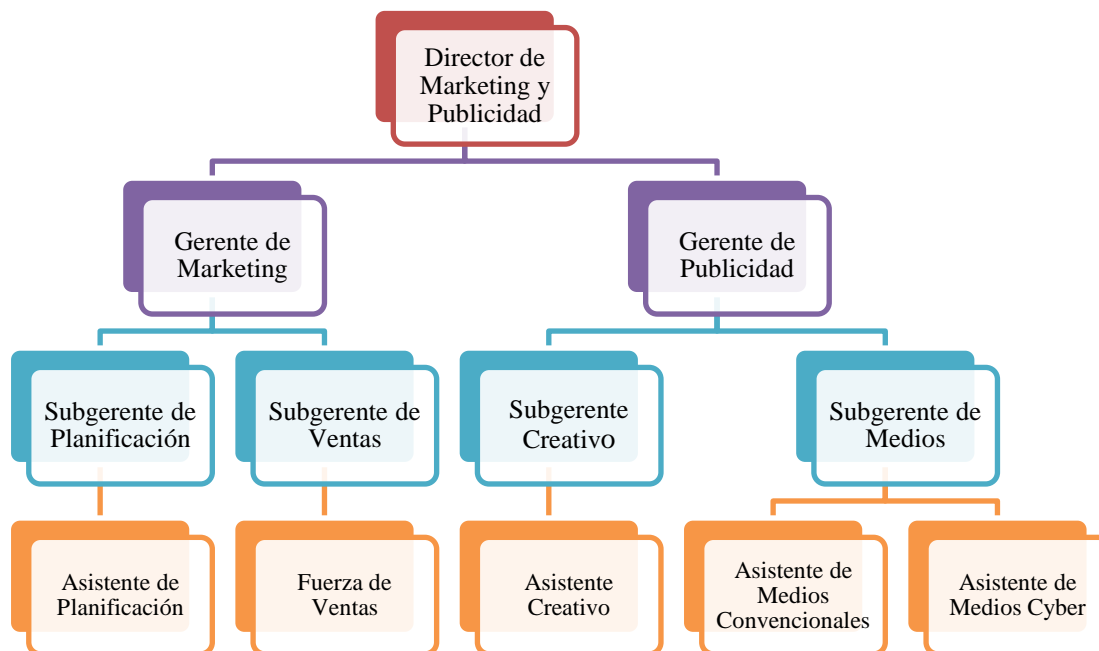 Director de
Marketing y
Publicidad
Gerente de
Marketing
Gerente de
Publicidad
Subgerente de
Planificación
Subgerente de
Ventas
Subgerente
Creativo
Subgerente de
Medios
Asistente de
Planificación
Fuerza de
Ventas
Asistente
Creativo
Asistente de
Medios
Convencionales
Asistente de
Medios Cyber